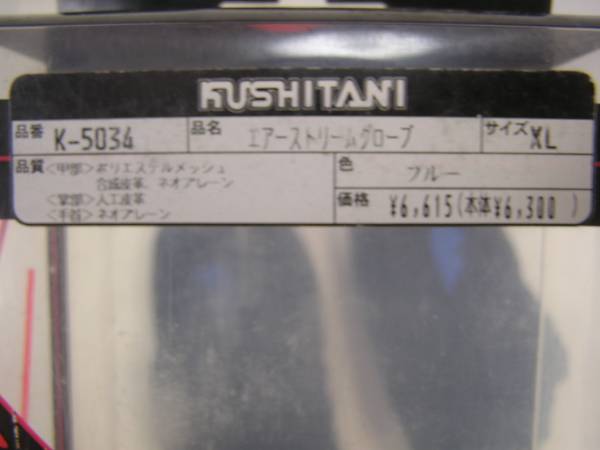 KUSHITANI
品番 K-5034 品名 エアーストリームグローブ サイズ XL
品質 <甲部>ポリエステルメッシュ
合成皮革、ネオプレーン
<掌部>人工皮革
<手首>ネオプレーン
色 ブルー
価格 ¥6,615(本体¥6,300 )